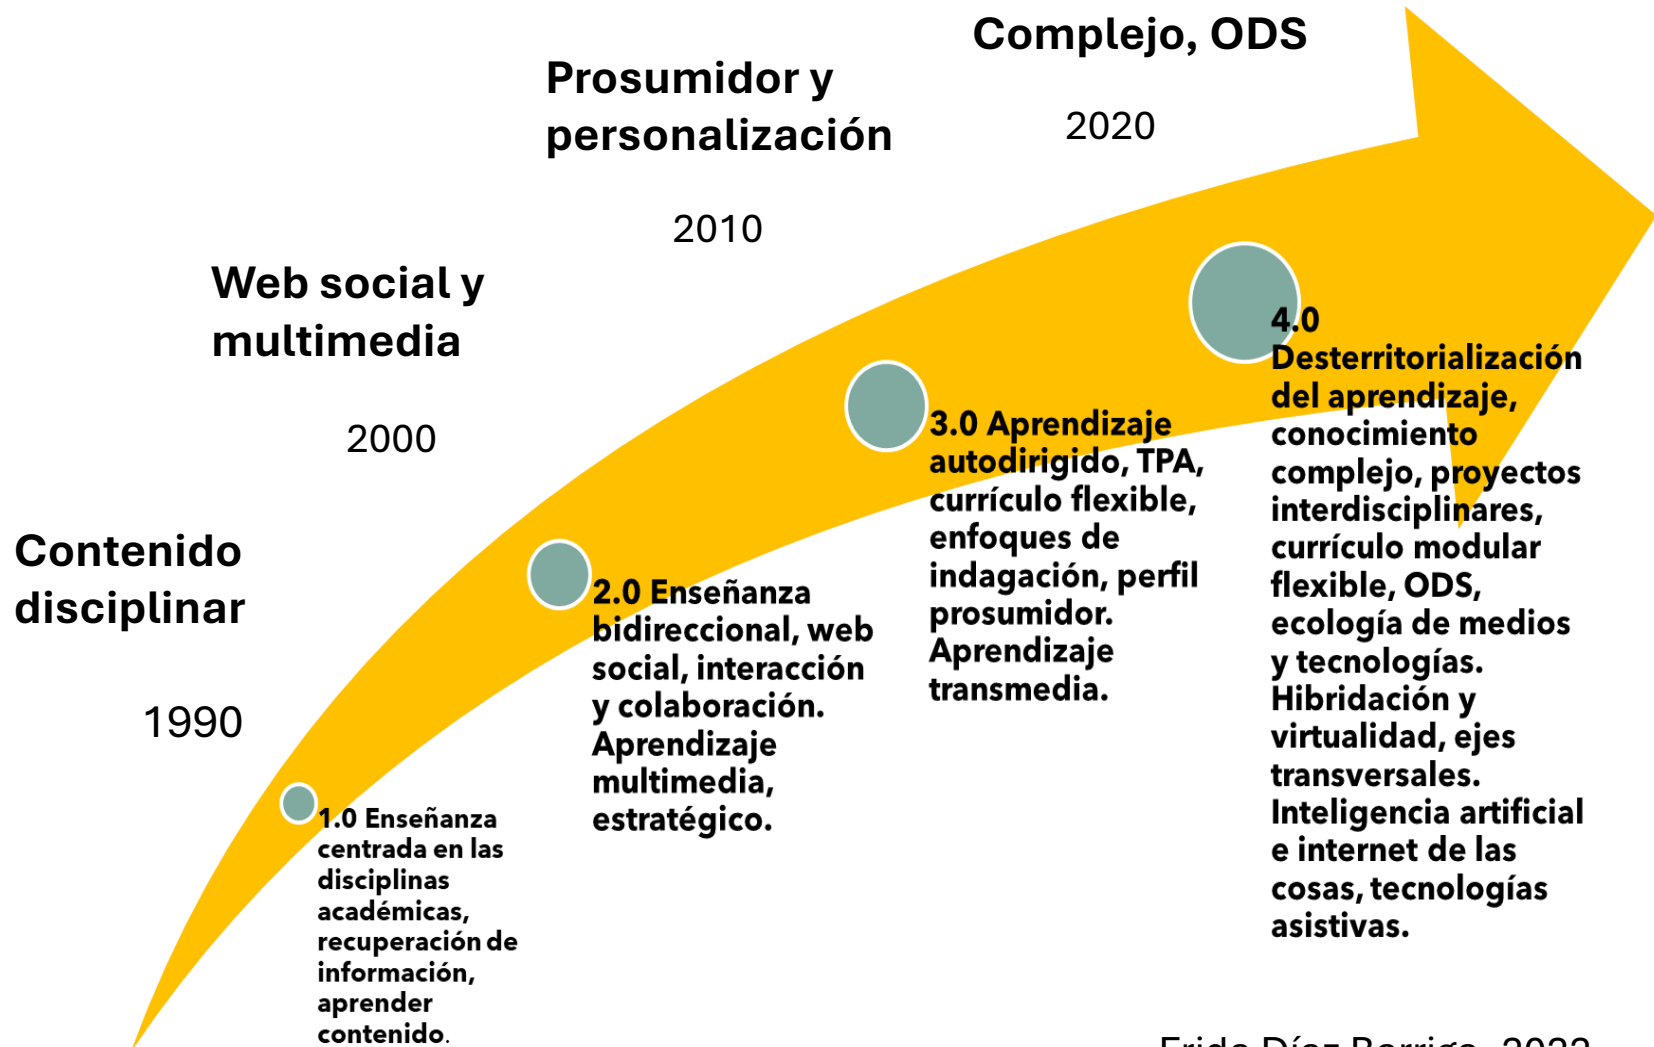 Complejo, ODS
2020
Prosumidor y
personalización
2010
Web social y
multimedia
2000
Contenido
disciplinar
1990
1.0 Enseñanza
centrada en las
disciplinas
académicas,
recuperación de
información,
aprender
contenido.
2.0 Enseñanza
bidireccional, web
social, interacción
y colaboración.
Aprendizaje
multimedia,
estratégico.
3.0 Aprendizaje
autodirigido, TPA,
currículo flexible,
enfoques de
indagación, perfil
prosumidor.
Aprendizaje
transmedia.
4.0
Desterritorialización
del aprendizaje,
conocimiento
complejo, proyectos
interdisciplinares,
currículo modular
flexible, ODS,
ecología de medios
y tecnologías.
Hibridación y
virtualidad, ejes
transversales.
Inteligencia artificial
e internet de las
cosas, tecnologías
asistivas.
Frida Díaz Barriga